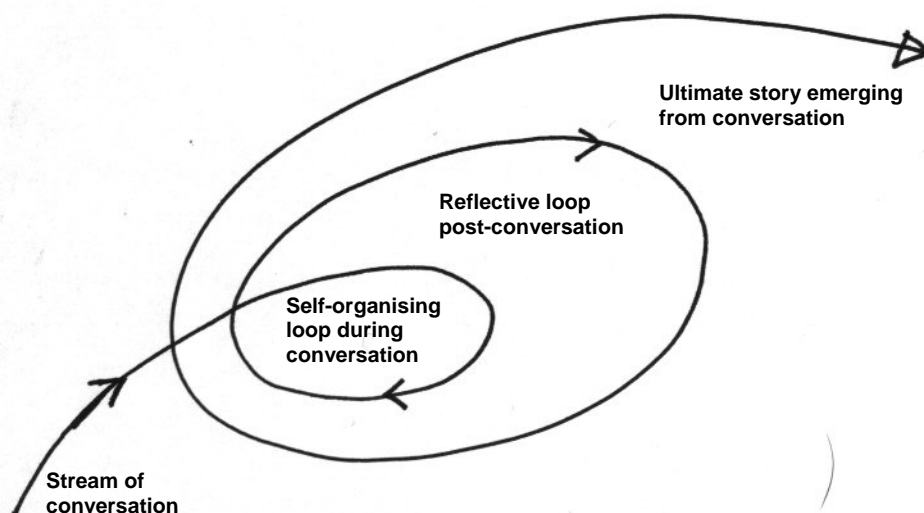 Ultimate story emerging
from conversation
Reflective loop
post-conversation
Self-organising
loop during
conversation
Stream of
conversation